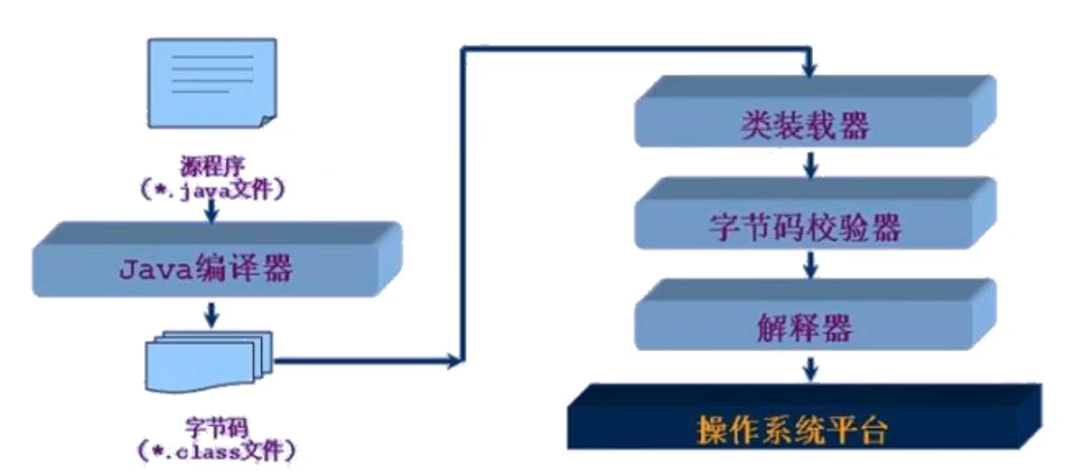 源程序
(*.java文件)
Java编译器
字节码
(*.class文件)
类装载器
字节码校验器
解释器
操作系统平台